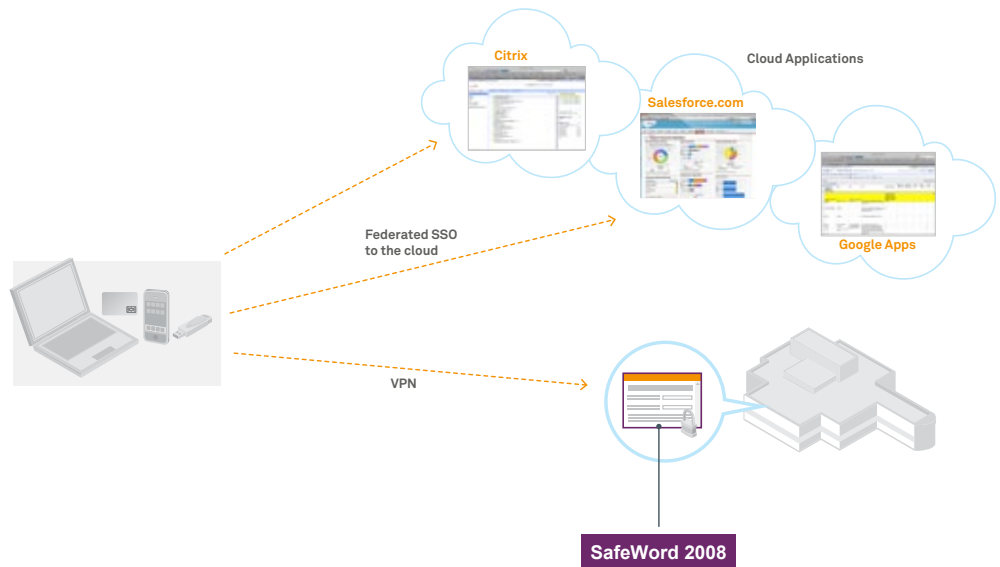 Citrix
Cloud Applications
Salesforce.com
Google Apps
Federated SSO
to the cloud
VPN
SafeWord 2008